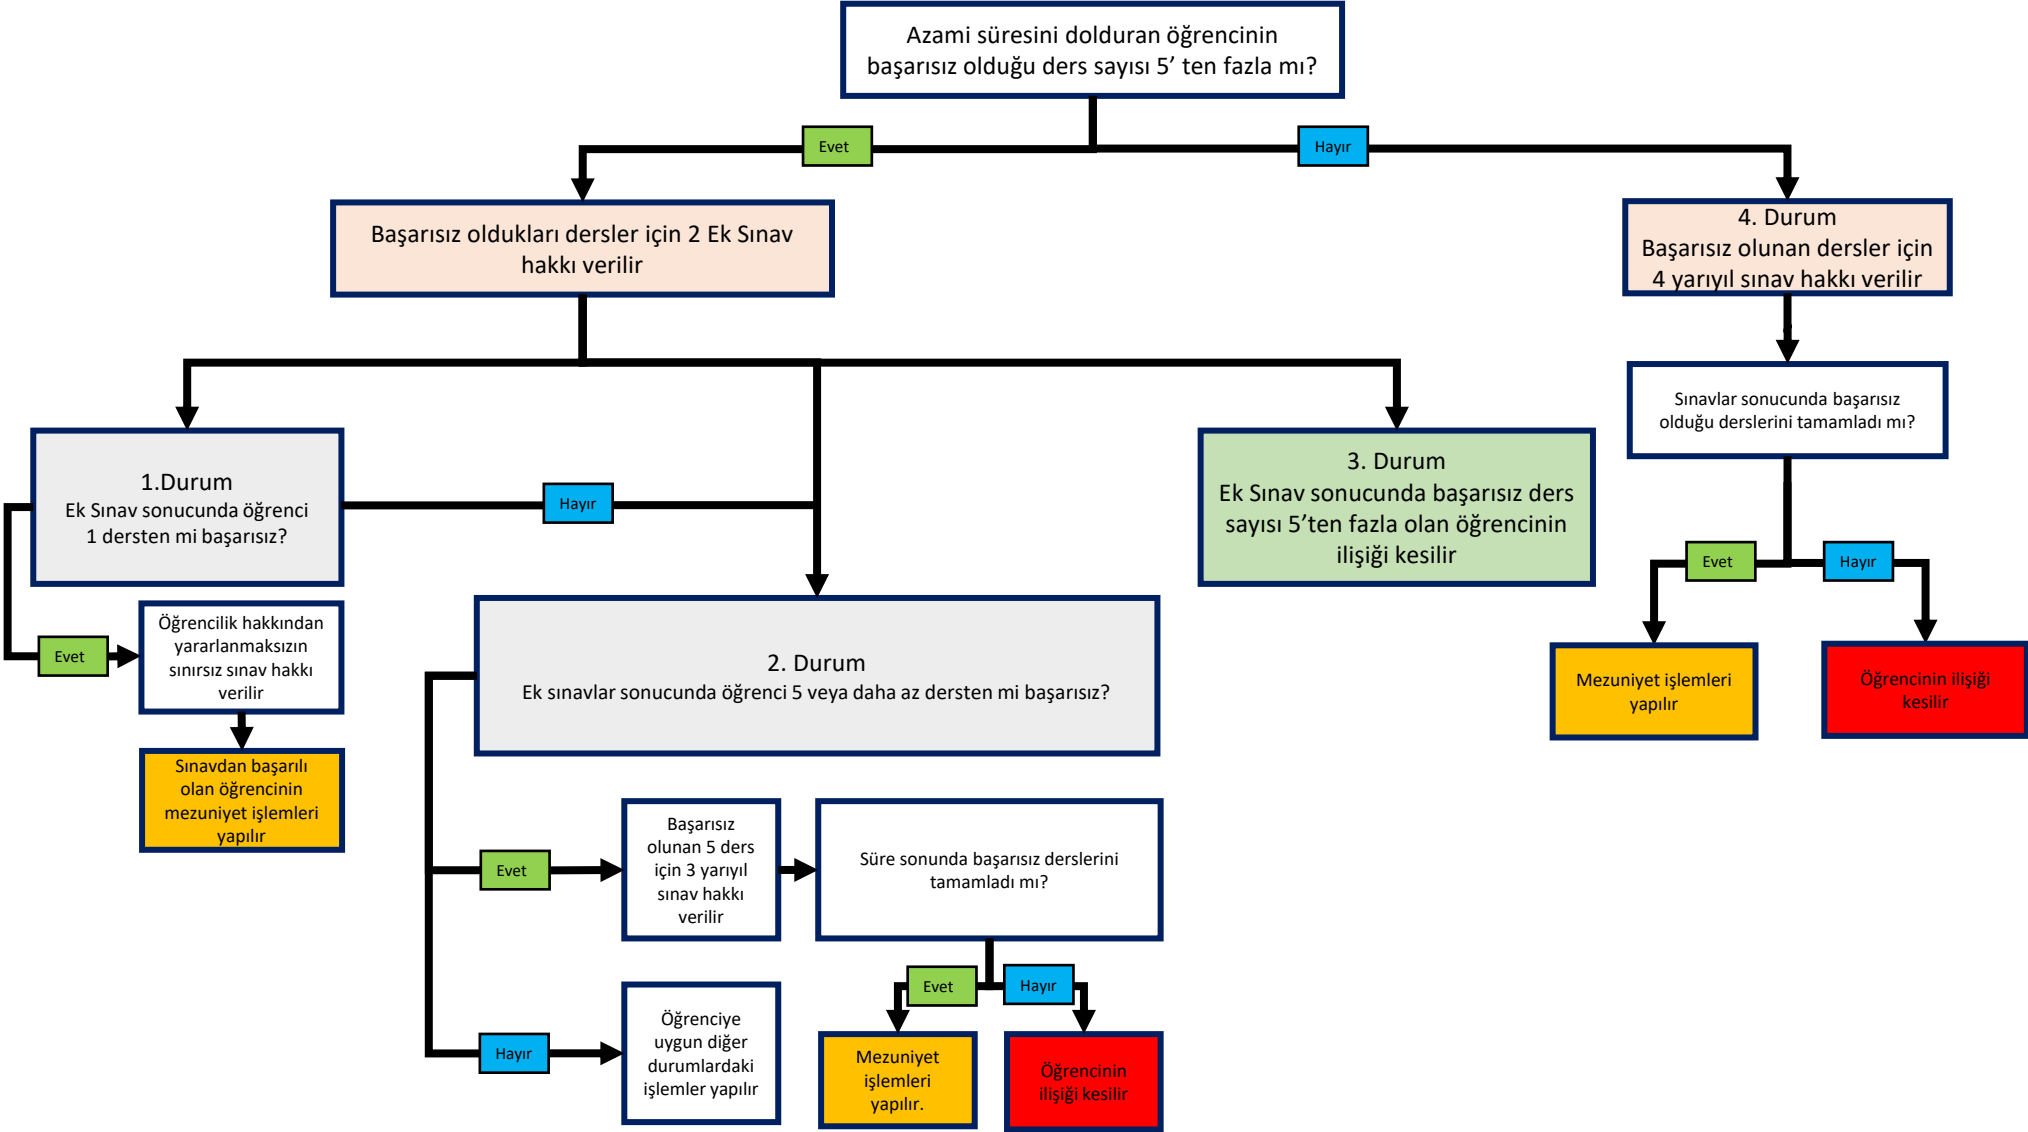 Azami süresini dolduran öğrencinin
başarısız olduğu ders sayısı 5’ ten fazla mı?
Evet
Hayır
Başarısız oldukları dersler için 2 Ek Sınav
hakkı verilir
4. Durum
Başarısız olunan dersler için
4 yarıyıl sınav hakkı verilir
Sınavlar sonucunda başarısız
olduğu derslerini tamamladı mı?
1.Durum
Ek Sınav sonucunda öğrenci
1 dersten mi başarısız?
Hayır
3. Durum
Ek Sınav sonucunda başarısız ders
sayısı 5’ten fazla olan öğrencinin
ilişiği kesilir
Evet
Hayır
Evet
Öğrencilik hakkından
yararlanmaksızın
sınırsız sınav hakkı
verilir
2. Durum
Ek sınavlar sonucunda öğrenci 5 veya daha az dersten mi başarısız?
Mezuniyet işlemleri
yapılır
Öğrencinin ilişiği
kesilir
Sınavdan başarılı
olan öğrencinin
mezuniyet işlemleri
yapılır
Evet
Başarısız
olunan 5 ders
için 3 yarıyıl
sınav hakkı
verilir
Süre sonunda başarısız derslerini
tamamladı mı?
Evet
Hayır
Hayır
Öğrenciye
uygun diğer
durumlardaki
işlemler yapılır
Mezuniyet
işlemleri
yapılır.
Öğrencinin
ilişiği kesilir